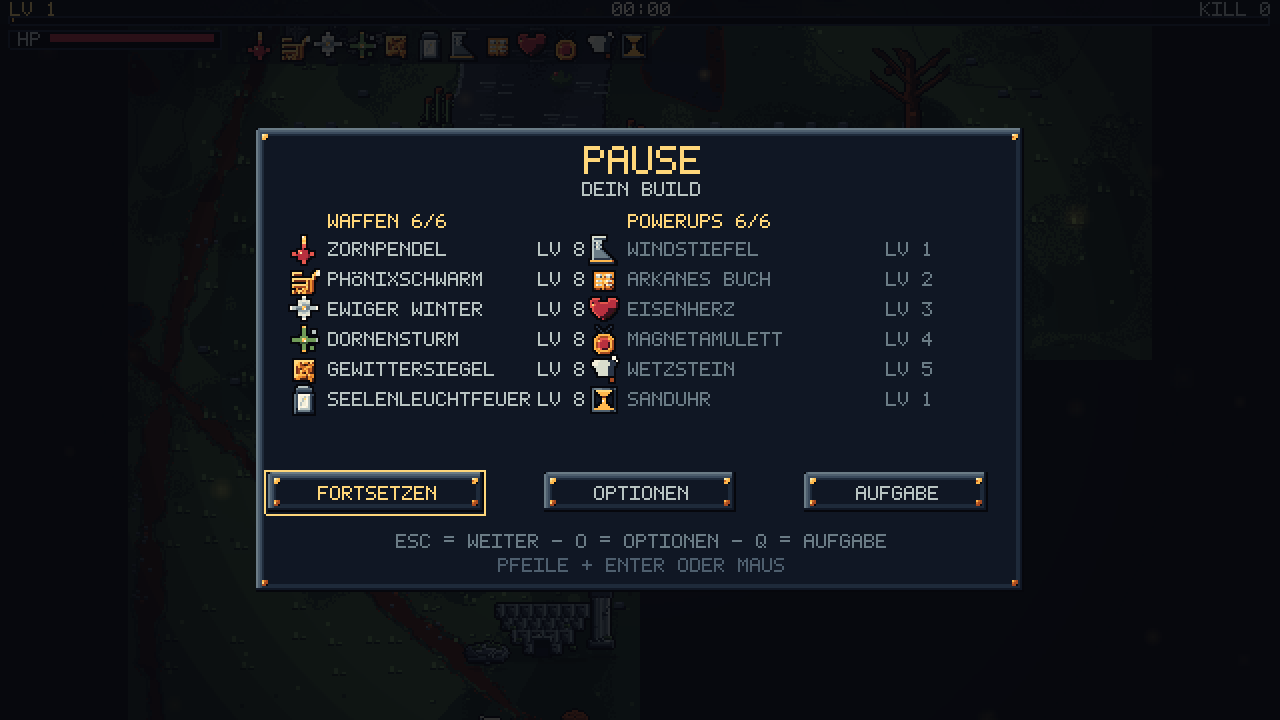 LV 1 00:00 KILL 0
HP
PAUSE
DEIN BUILD
WAFFEN 6/6 POWERUPS 6/6
ZORNPENDEL LV 8 WINDSTIEFEL LV 1
PHöNIXSCHWARM LV 8 ARKANES BUCH LV 2
EWIGER WINTER LV 8 EISENHERZ LV 3
DORNENSTURM LV 8 MAGNETAMULETT LV 4
GEWITTERSIEGEL LV 8 WETZSTEIN LV 5
SEELENLEUCHTFEUER LV 8 SANDUHR LV 1
FORTSETZEN OPTIONEN AUFGABE
ESC = WEITER - O = OPTIONEN - Q = AUFGABE
PFEILE + ENTER ODER MAUS